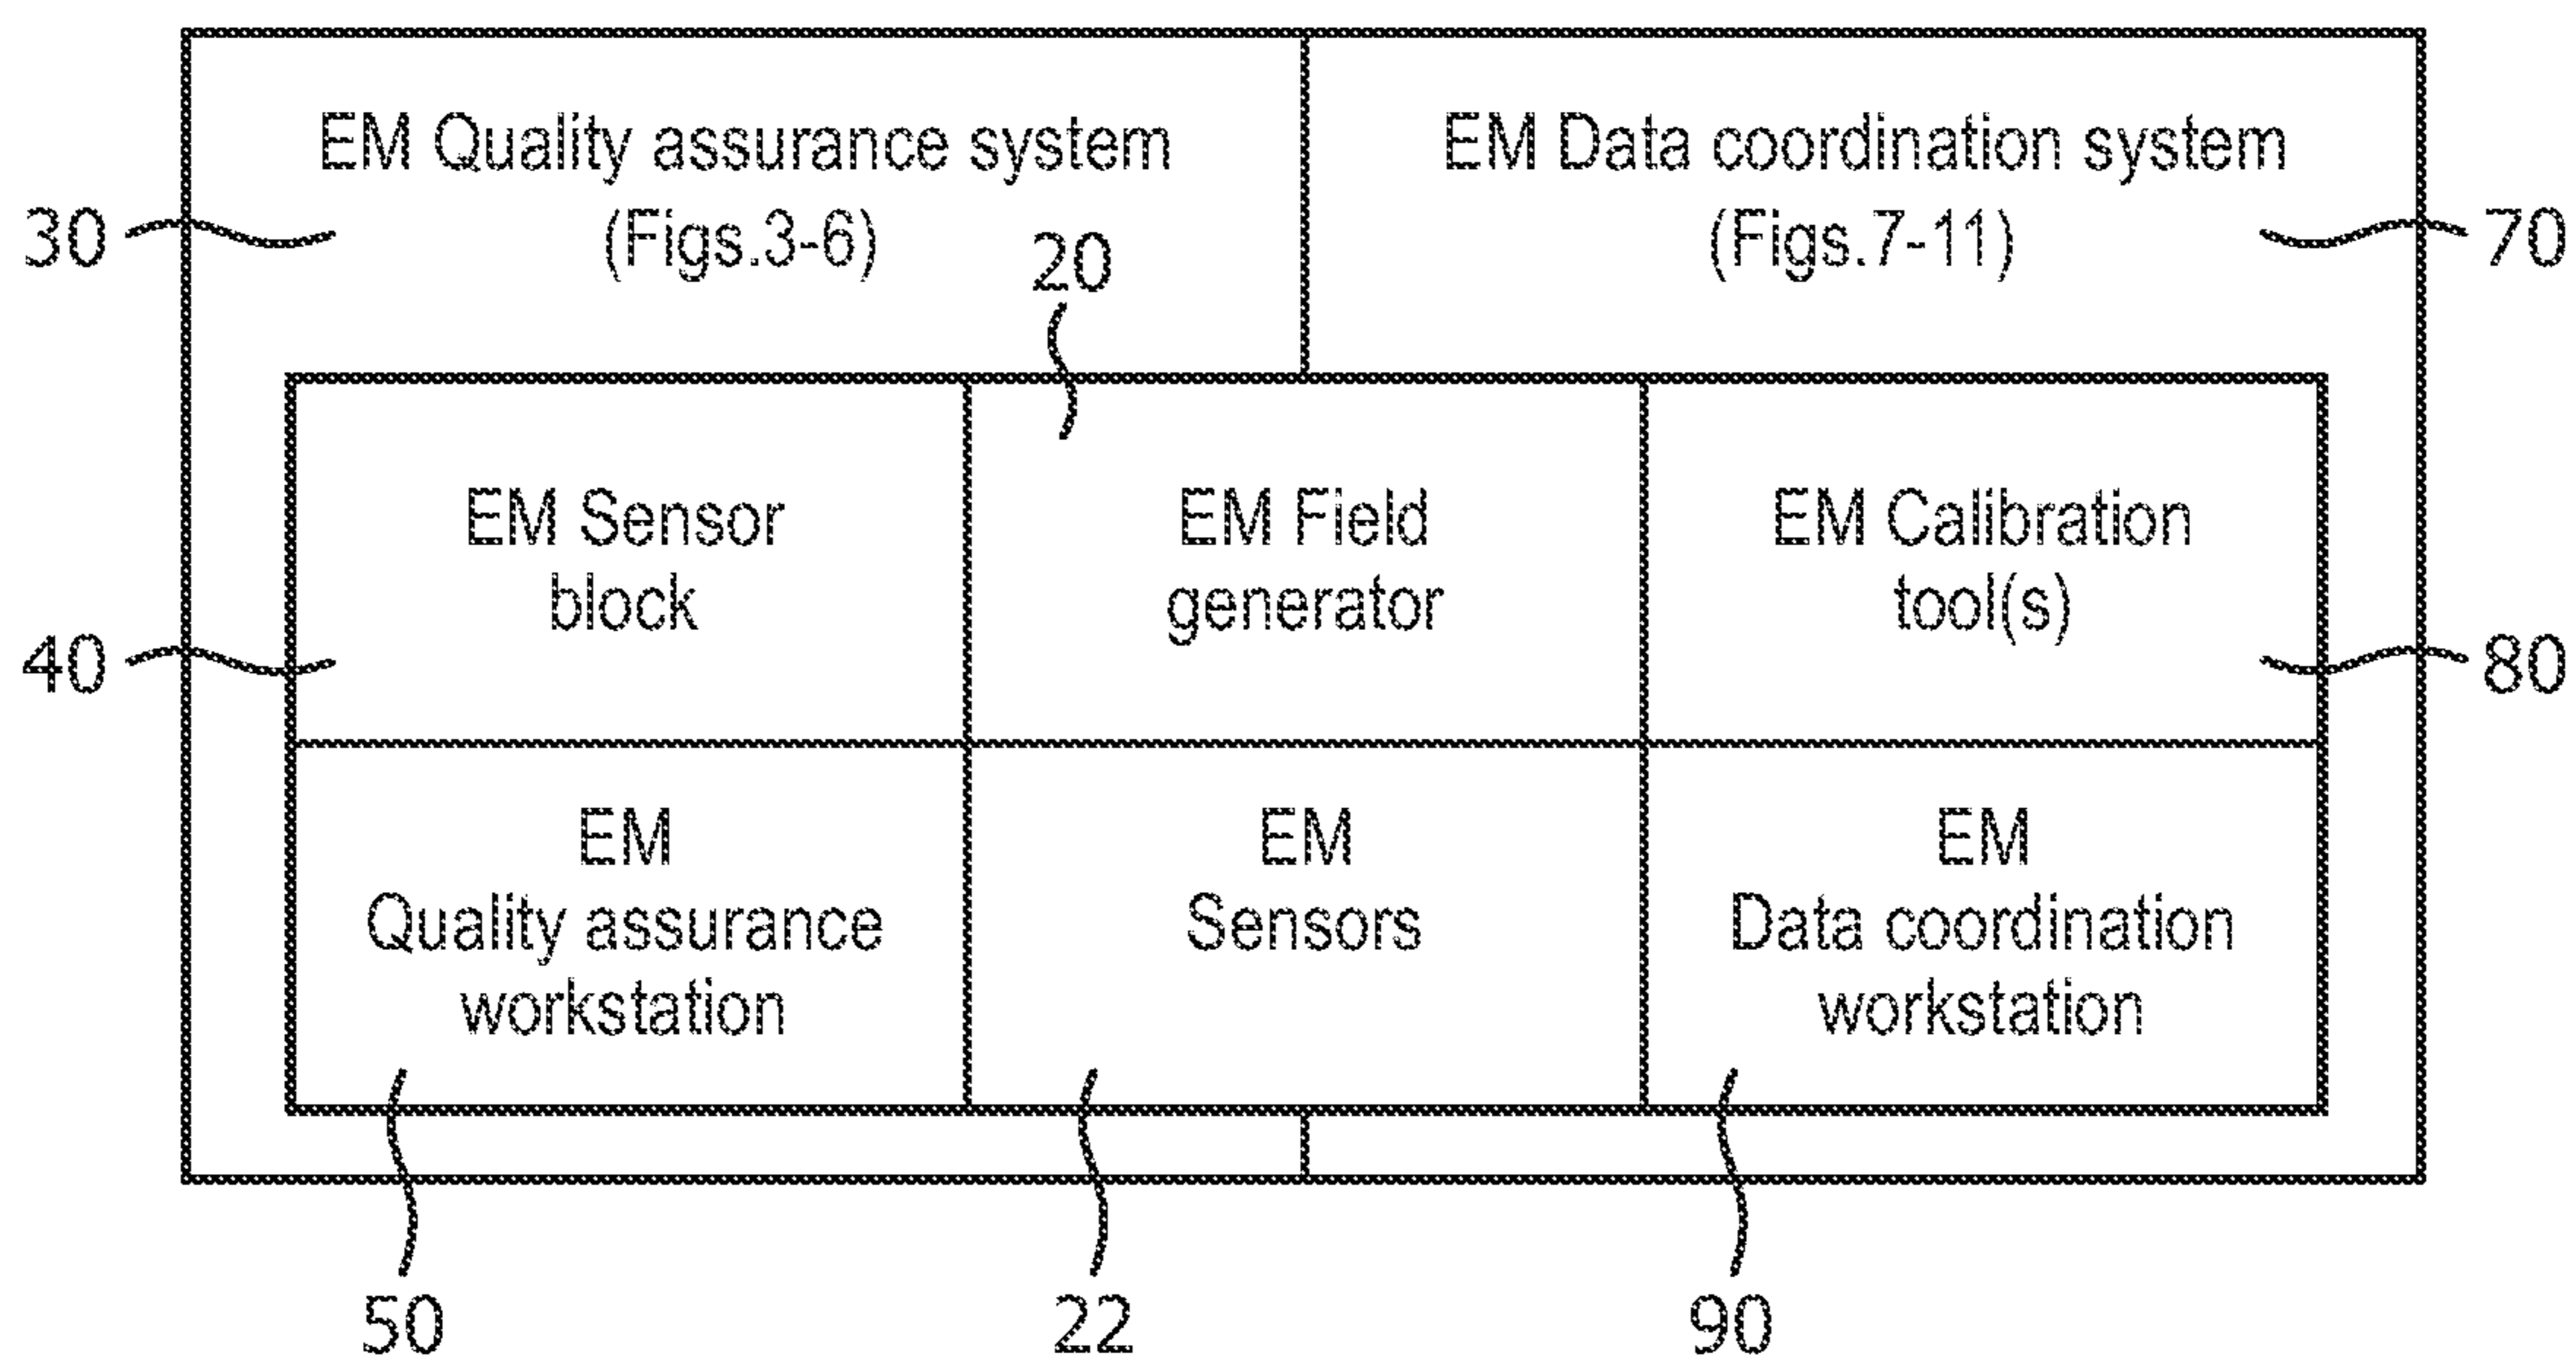 EM Quality assurance system
(Figs.3-6)
EM Data coordination system
(Figs.7-11)
30
20
70
EM Sensor
block
EM Field
generator
EM Calibration
tool(s)
40
80
EM
Quality assurance
workstation
EM
Sensors
EM
Data coordination
workstation
50
22
90